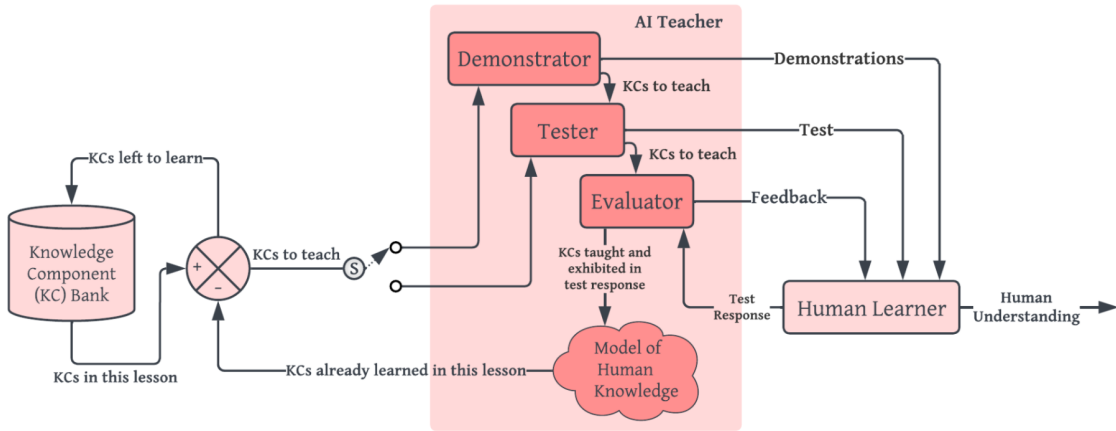 AI Teacher
Demonstrator
Demonstrations
KCs to teach
Tester
Test
KCs to teach
KCs left to learn
Evaluator
Feedback
Knowledge
Component
(KC) Bank
+
-
KCs to teach
S
KCs taught and
exhibited in
test response
Test
Response
Human Learner
Human
Understanding
KCs in this lesson
KCs already learned in this lesson
Model of
Human
Knowledge